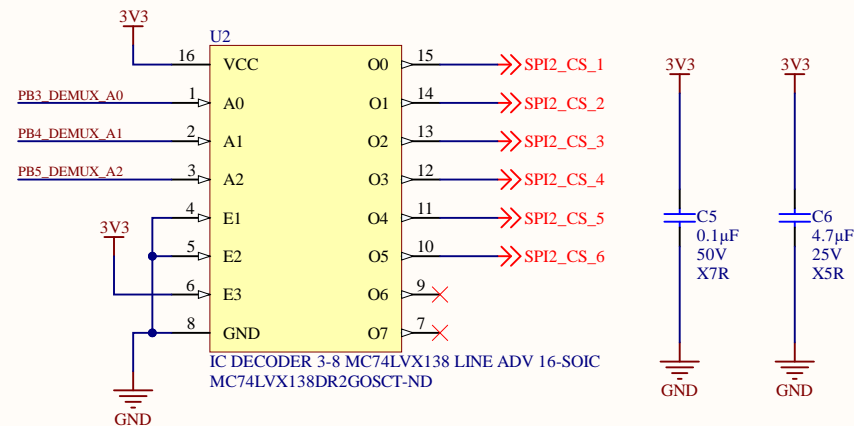 3V3
U2
16 VCC O0 15 SPI2_CS_1
3V3
3V3
PB3_DEMUX_A0 1 A0 O1 14 SPI2_CS_2
PB4_DEMUX_A1 2 A1 O2 13 SPI2_CS_3
PB5_DEMUX_A2 3 A2 O3 12 SPI2_CS_4
4 E1 O4 11 SPI2_CS_5
C5
0.1µF
50V
X7R
C6
4.7µF
25V
X5R
3V3
5 E2 O5 10 SPI2_CS_6
6 E3 O6 9
8 GND O7 7
IC DECODER 3-8 MC74LVX138 LINE ADV 16-SOIC
MC74LVX138DR2GOSCT-ND
GND
GND
GND